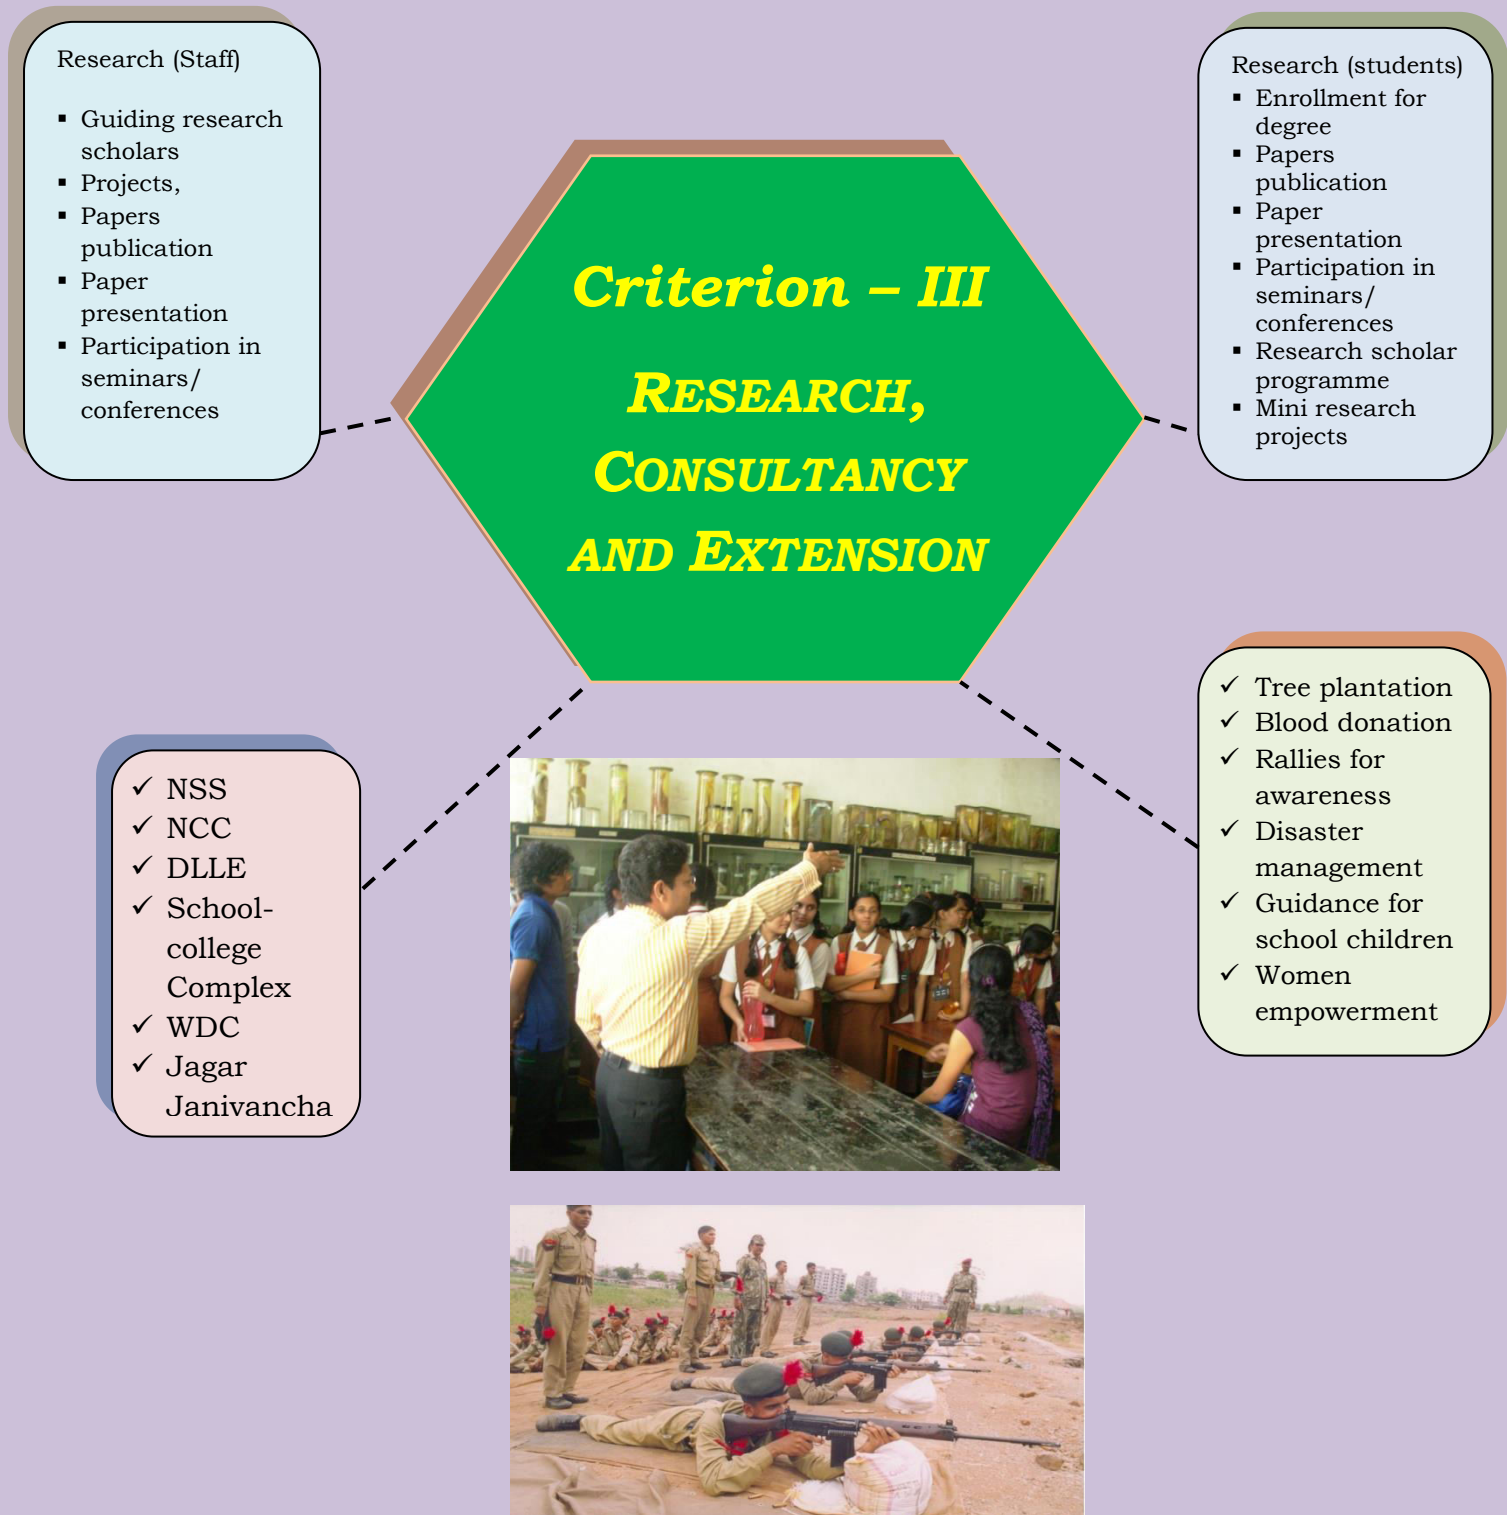 Research (Staff)
▪ Guiding research
scholars
▪ Projects,
▪ Papers
publication
▪ Paper
presentation
▪ Participation in
seminars/
conferences
Research (students)
▪ Enrollment for
degree
▪ Papers
publication
▪ Paper
presentation
▪ Participation in
seminars/
conferences
▪ Research scholar
programme
▪ Mini research
projects
Criterion – III
RESEARCH,
CONSULTANCY
AND EXTENSION
✓ NSS
✓ NCC
✓ DLLE
✓ School-
college
Complex
✓ WDC
✓ Jagar
Janivancha
✓ Tree plantation
✓ Blood donation
✓ Rallies for
awareness
✓ Disaster
management
✓ Guidance for
school children
✓ Women
empowerment